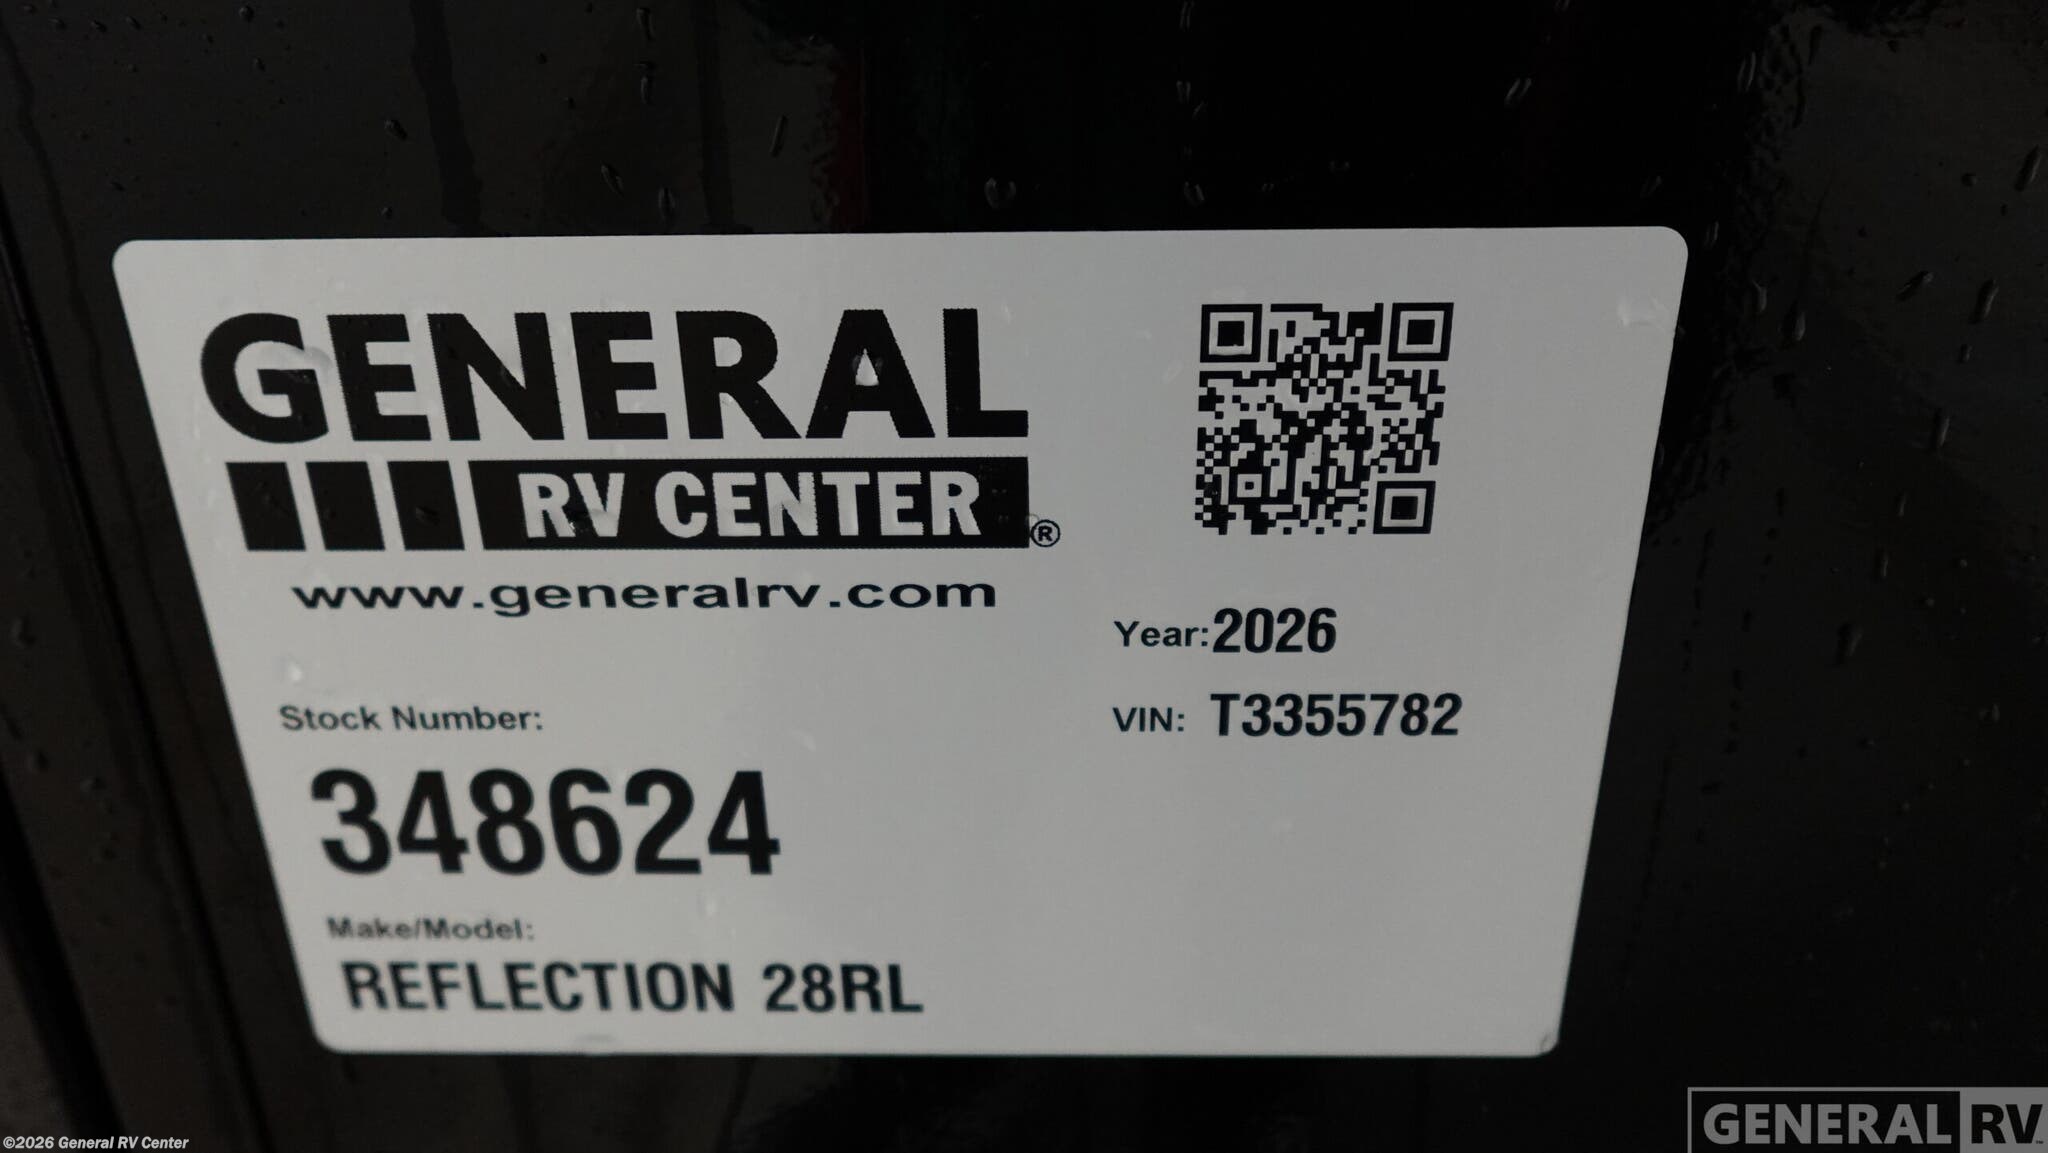 GENERAL
RV CENTER®
www.generalrv.com
Year: 2026
VIN: T3355782
Stock Number:
348624
Make/Model:
REFLECTION 28RL
©2026 General RV Center
GENERAL RV™